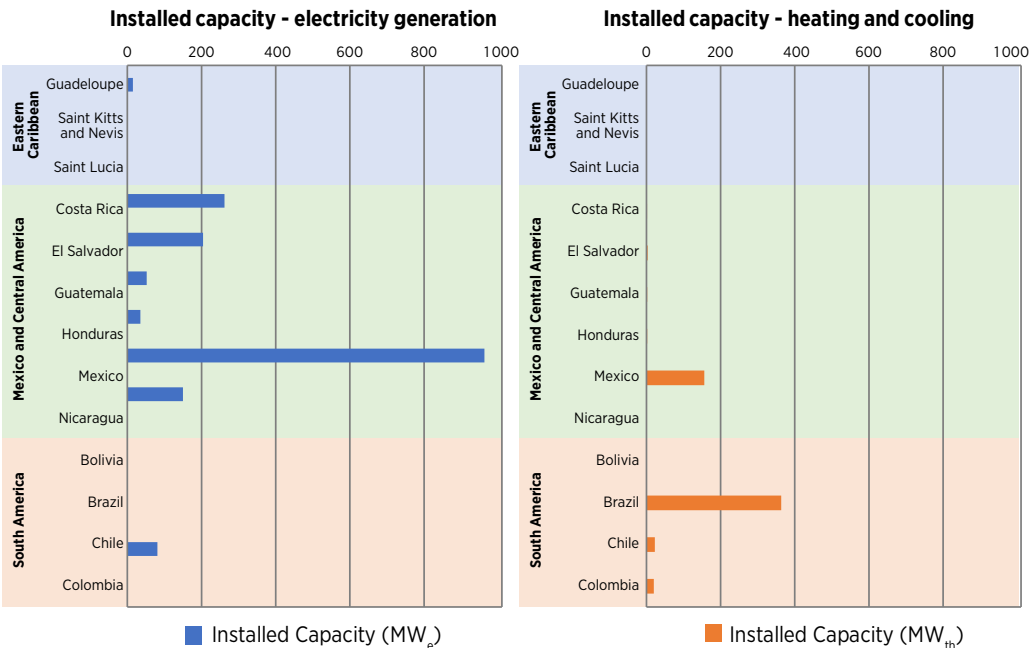 Installed capacity - electricity generation
0 200 400 600 800 1000
Eastern
Caribbean
Guadeloupe
Saint Kitts
and Nevis
Saint Lucia
Mexico and Central America
Costa Rica
El Salvador
Guatemala
Honduras
Mexico
Nicaragua
South America
Bolivia
Brazil
Chile
Colombia
Installed Capacity (MWe)
Installed capacity - heating and cooling
0 200 400 600 800 1000
Eastern
Caribbean
Guadeloupe
Saint Kitts
and Nevis
Saint Lucia
Mexico and Central America
Costa Rica
El Salvador
Guatemala
Honduras
Mexico
Nicaragua
South America
Bolivia
Brazil
Chile
Colombia
Installed Capacity (MWth)